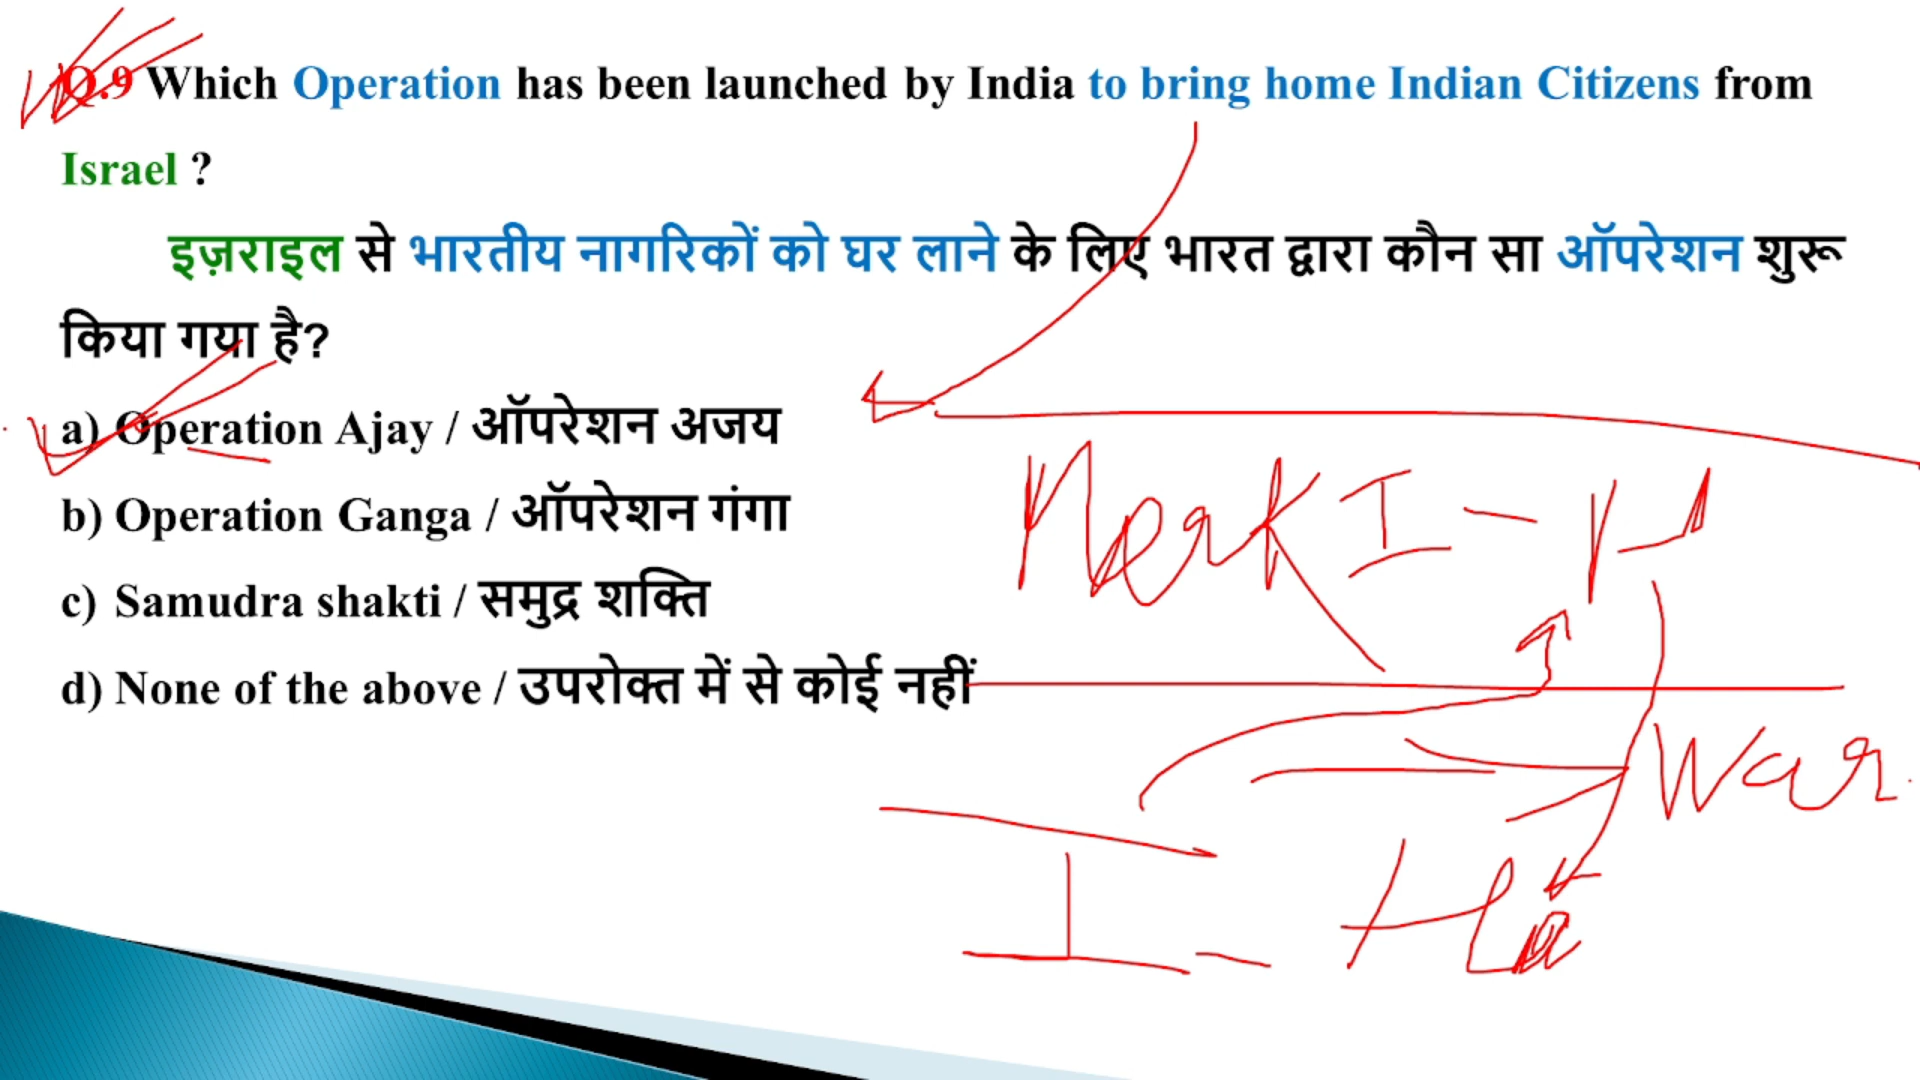 Q.9 Which Operation has been launched by India to bring home Indian Citizens from
Israel ?
इज़राइल से भारतीय नागरिकों को घर लाने के लिए भारत द्वारा कौन सा ऑपरेशन शुरू
किया गया है?
a) Operation Ajay / ऑपरेशन अजय
b) Operation Ganga / ऑपरेशन गंगा
c) Samudra shakti / समुद्र शक्ति
d) None of the above / उपरोक्त में से कोई नहीं
War